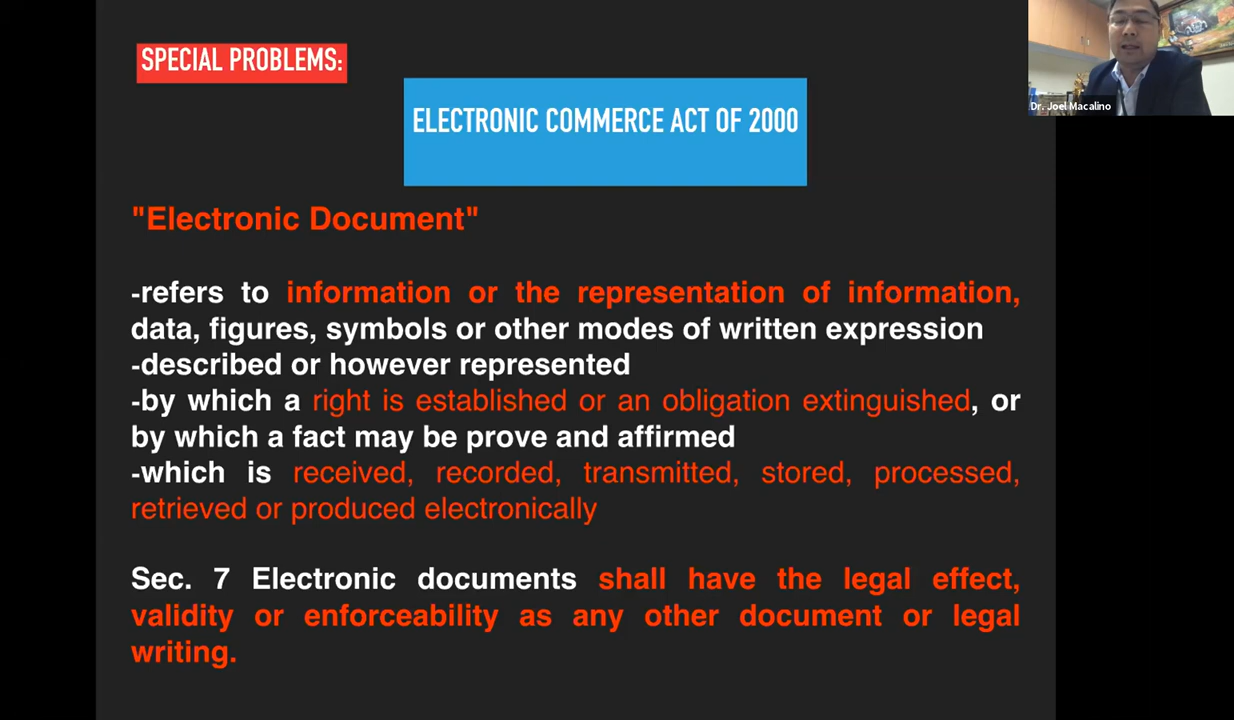 SPECIAL PROBLEMS:
ELECTRONIC COMMERCE ACT OF 2000
Dr. Joel Macalino
"Electronic Document"
-refers to information or the representation of information,
data, figures, symbols or other modes of written expression
-described or however represented
-by which a right is established or an obligation extinguished, or
by which a fact may be prove and affirmed
-which is received, recorded, transmitted, stored, processed,
retrieved or produced electronically
Sec. 7 Electronic documents shall have the legal effect,
validity or enforceability as any other document or legal
writing.